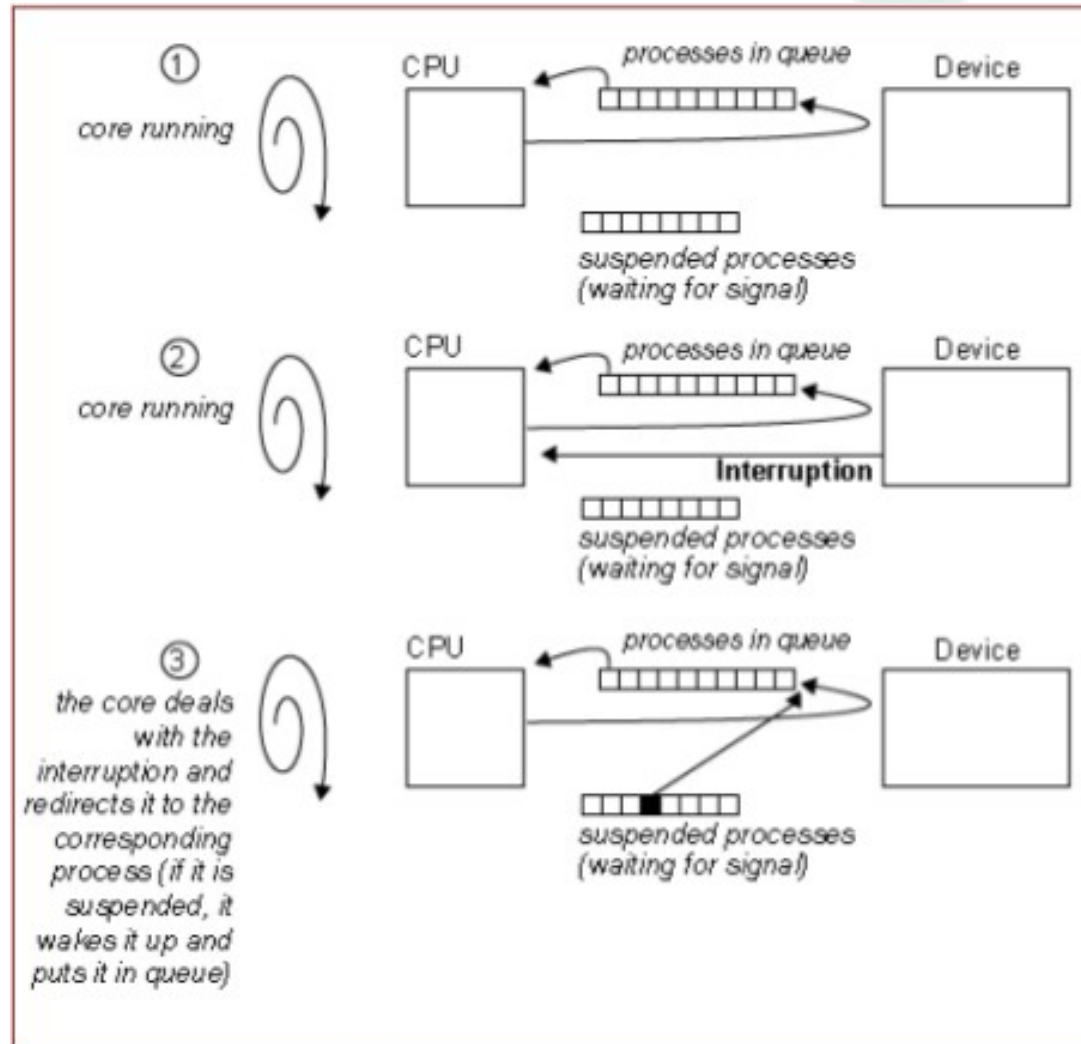 ①
core running
CPU
processes in queue
Device
suspended processes
(waiting for signal)
②
core running
CPU
processes in queue
Device
Interruption
suspended processes
(waiting for signal)
③
the core deals
with the
interruption and
redirects it to the
corresponding
process (if it is
suspended, it
wakes it up and
puts it in queue)
CPU
processes in queue
Device
suspended processes
(waiting for signal)